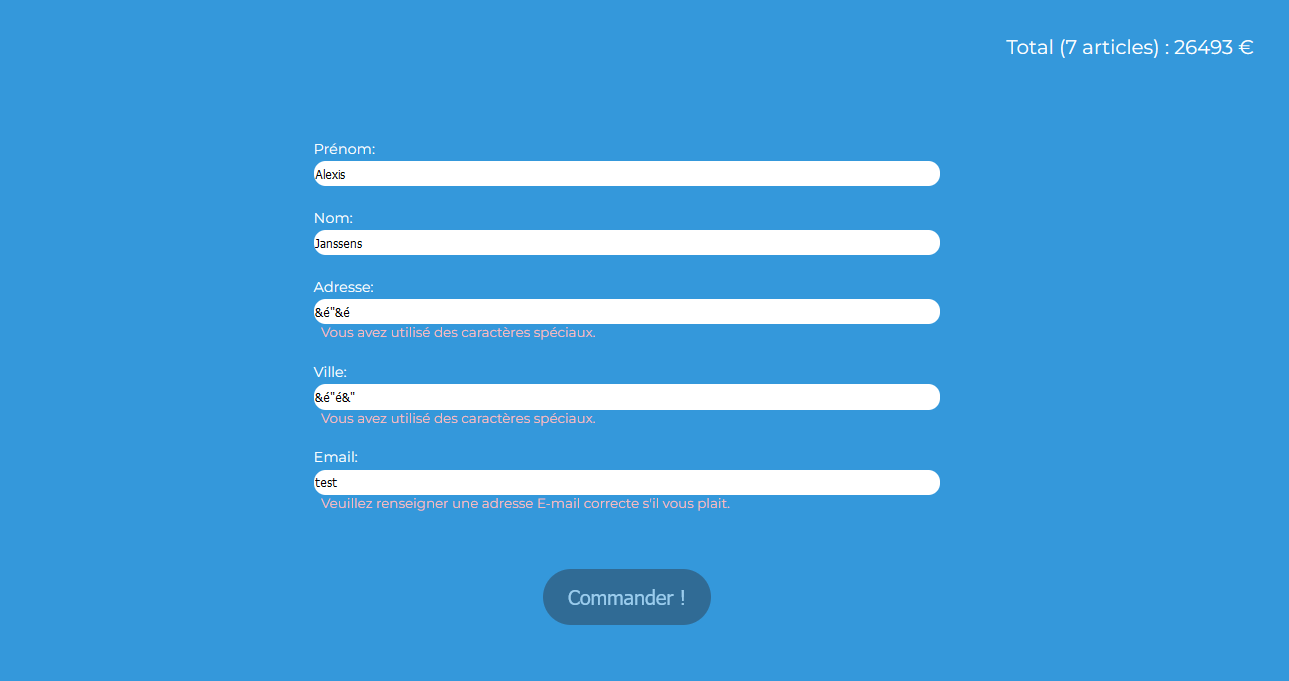 Total (7 articles) : 26493 €
Prénom:
Alexis
Nom:
Janssens
Adresse:
&é"&é
Vous avez utilisé des caractères spéciaux.
Ville:
&é"é&"
Vous avez utilisé des caractères spéciaux.
Email:
test
Veuillez renseigner une adresse E-mail correcte s'il vous plait.
Commander !